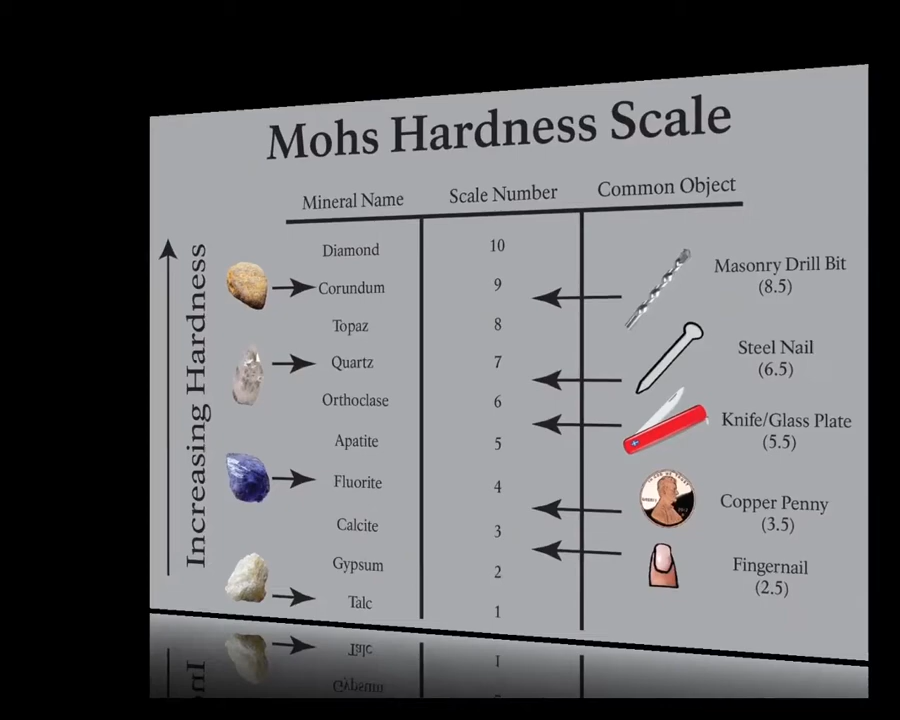 Mohs Hardness Scale
Mineral Name Scale Number Common Object
Increasing Hardness
Diamond 10
Masonry Drill Bit
(8.5)
Corundum 9
Topaz 8
Steel Nail
(6.5)
Quartz 7
Orthoclase 6
Knife/Glass Plate
(5.5)
Apatite 5
Fluorite 4
Copper Penny
(3.5)
Calcite 3
Fingernail
(2.5)
Gypsum 2
Talc 1